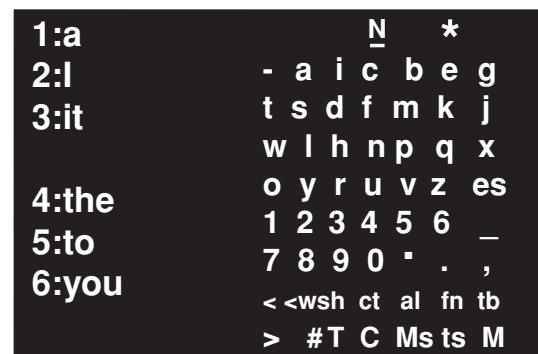 1:a
2:I
3:it
4:the
5:to
6:you
N *
- a i c b e g
t s d f m k j
w l h n p q x
o y r u v z es
1 2 3 4 5 6 _
7 8 9 0 ▪ . ,
< <wsh ct al fn tb
> #T C Ms ts M